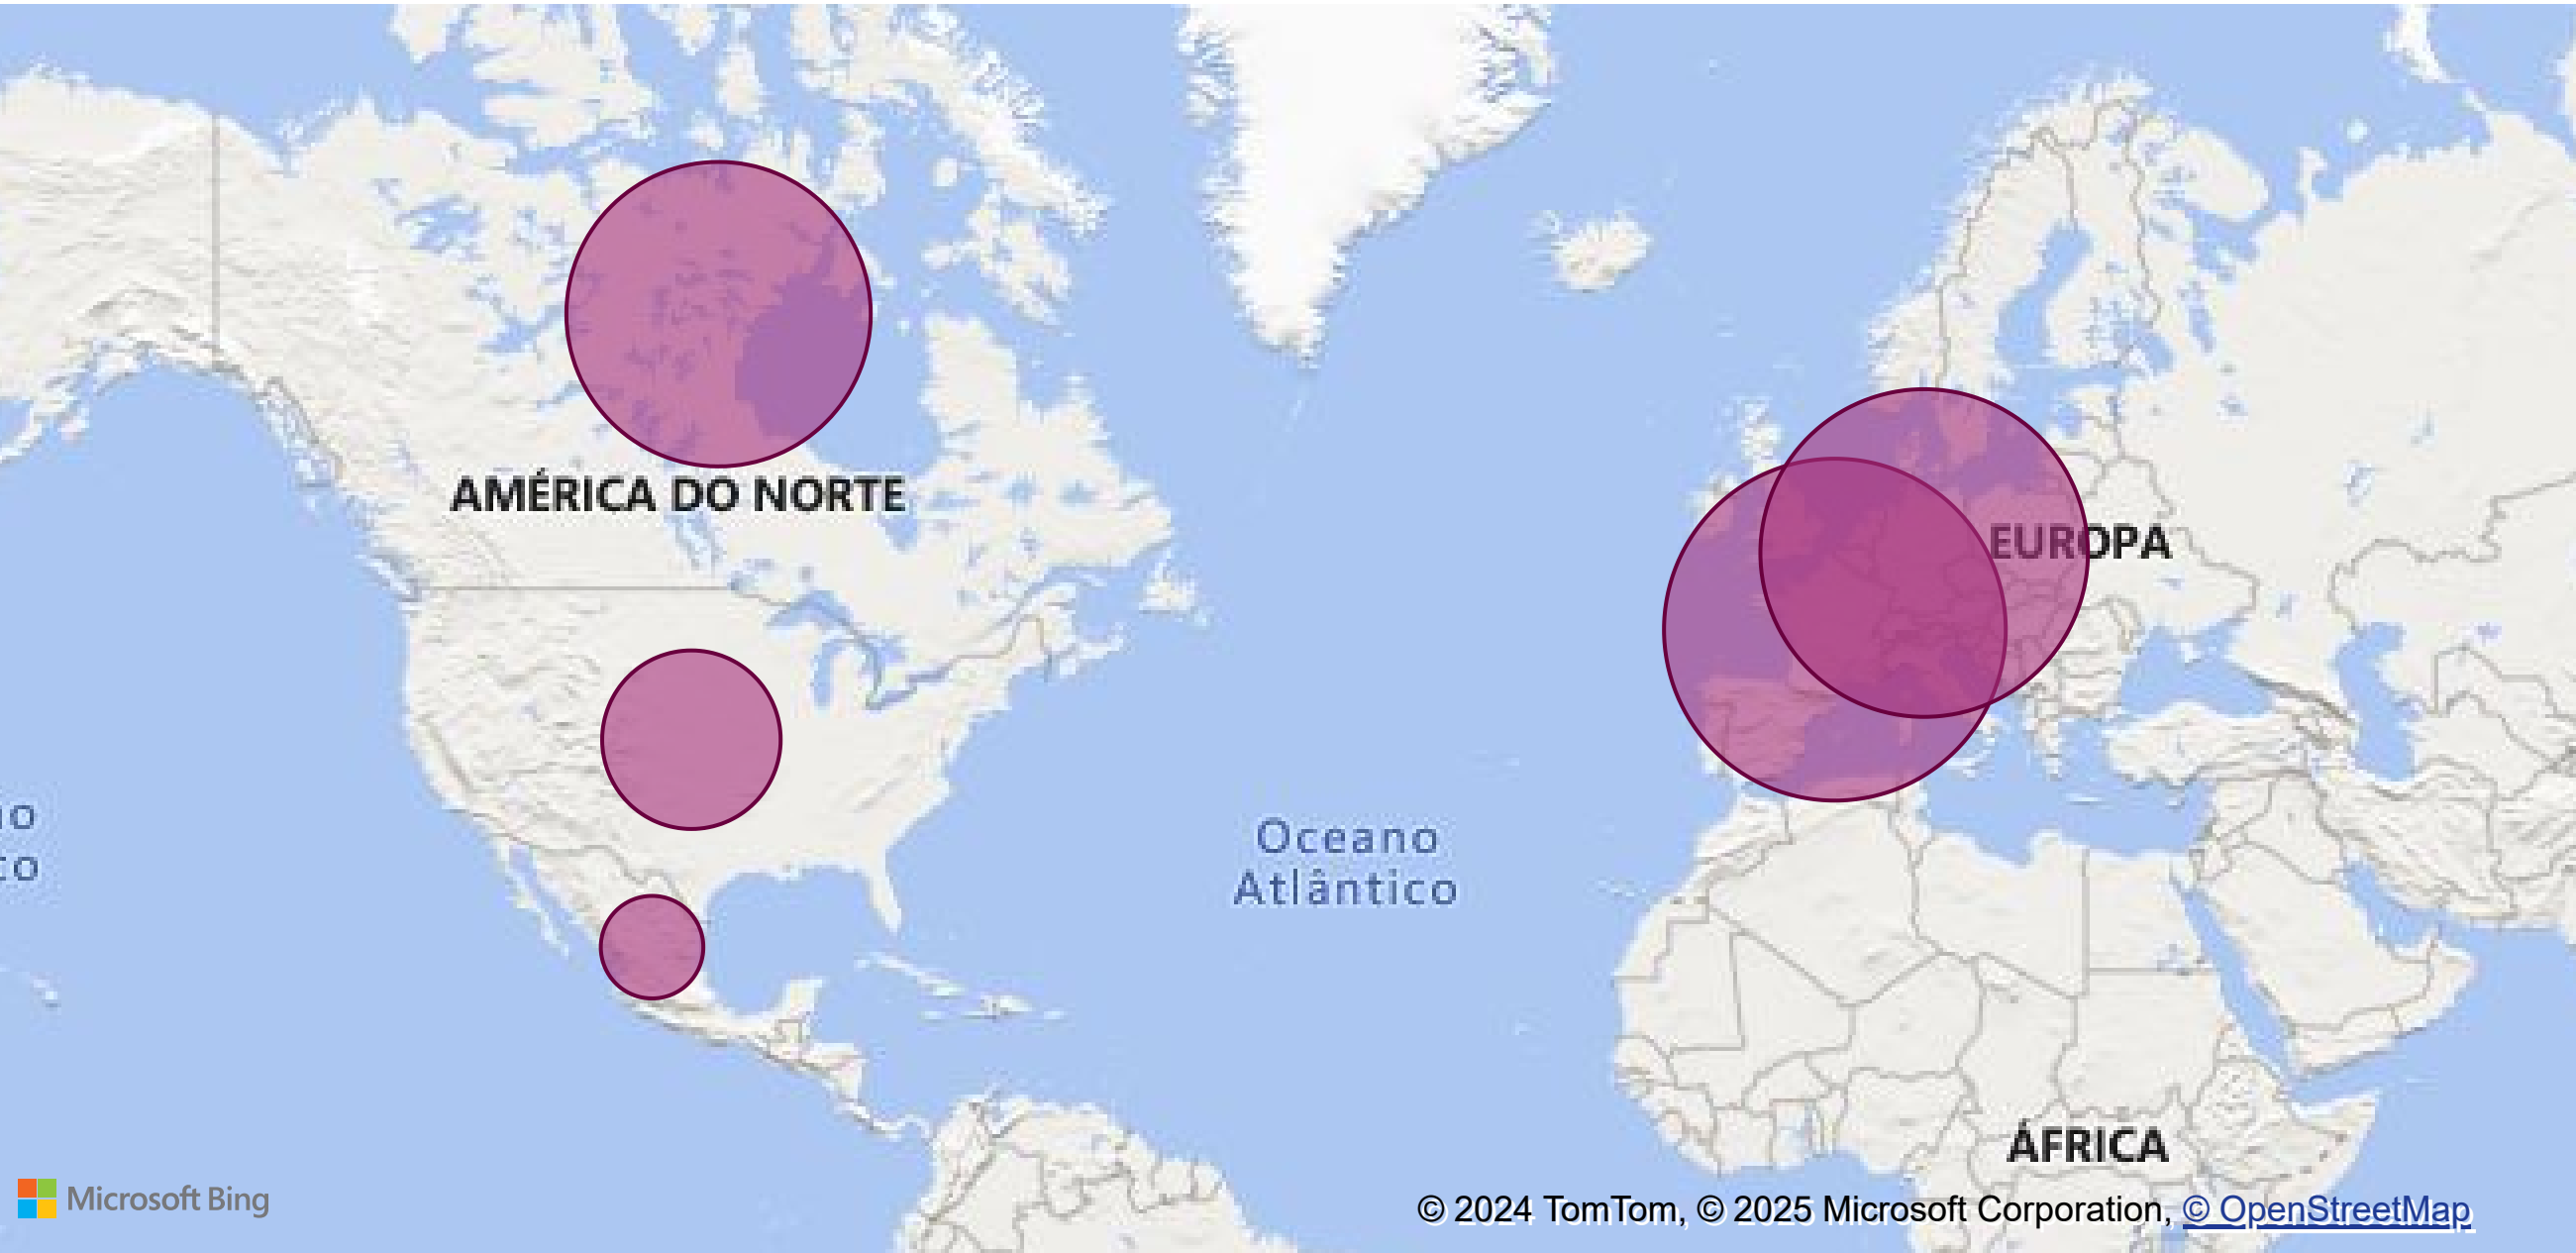 AMÉRICA DO NORTE
EUROPA
Oceano
Atlântico
ÁFRICA
Microsoft Bing
© 2024 TomTom, © 2025 Microsoft Corporation, © OpenStreetMap